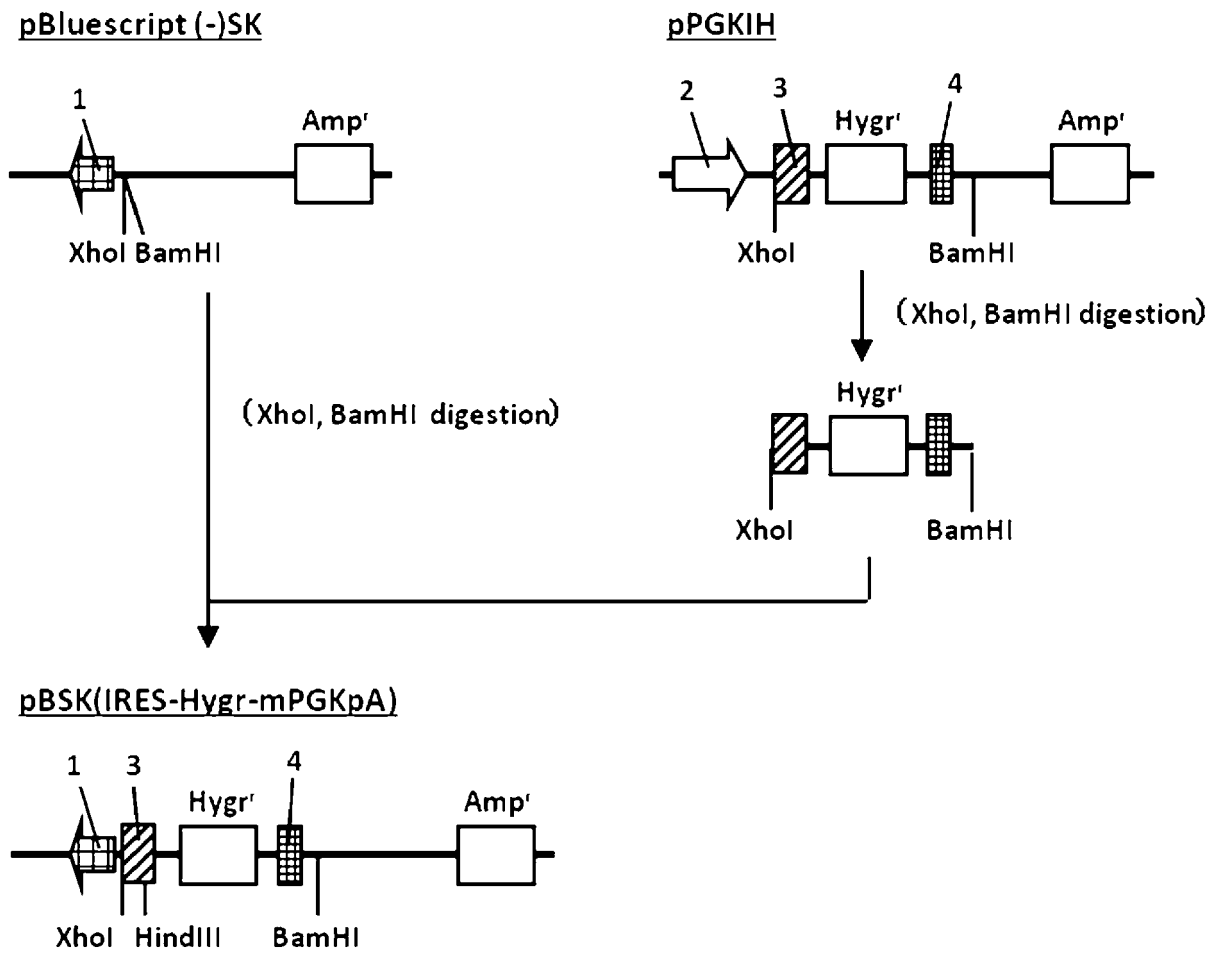 pBluescript (-)SK
pPGKIH
1
Ampʳ
2
3
Hygrʳ
4
Ampʳ
XhoI BamHI
XhoI
BamHI
(XhoI, BamHI digestion)
(XhoI, BamHI digestion)
Hygrʳ
XhoI
BamHI
pBSK(IRES-Hygr-mPGKpA)
1
3
Hygrʳ
4
Ampʳ
XhoI HindIII
BamHI